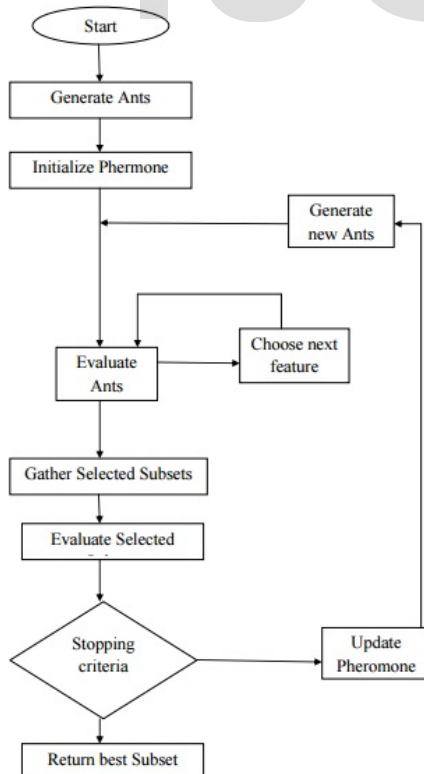 Start
Generate Ants
Initialize Phermone
Generate
new Ants
Choose next
feature
Evaluate
Ants
Gather Selected Subsets
Evaluate Selected
Stopping
criteria
Update
Pheromone
Return best Subset